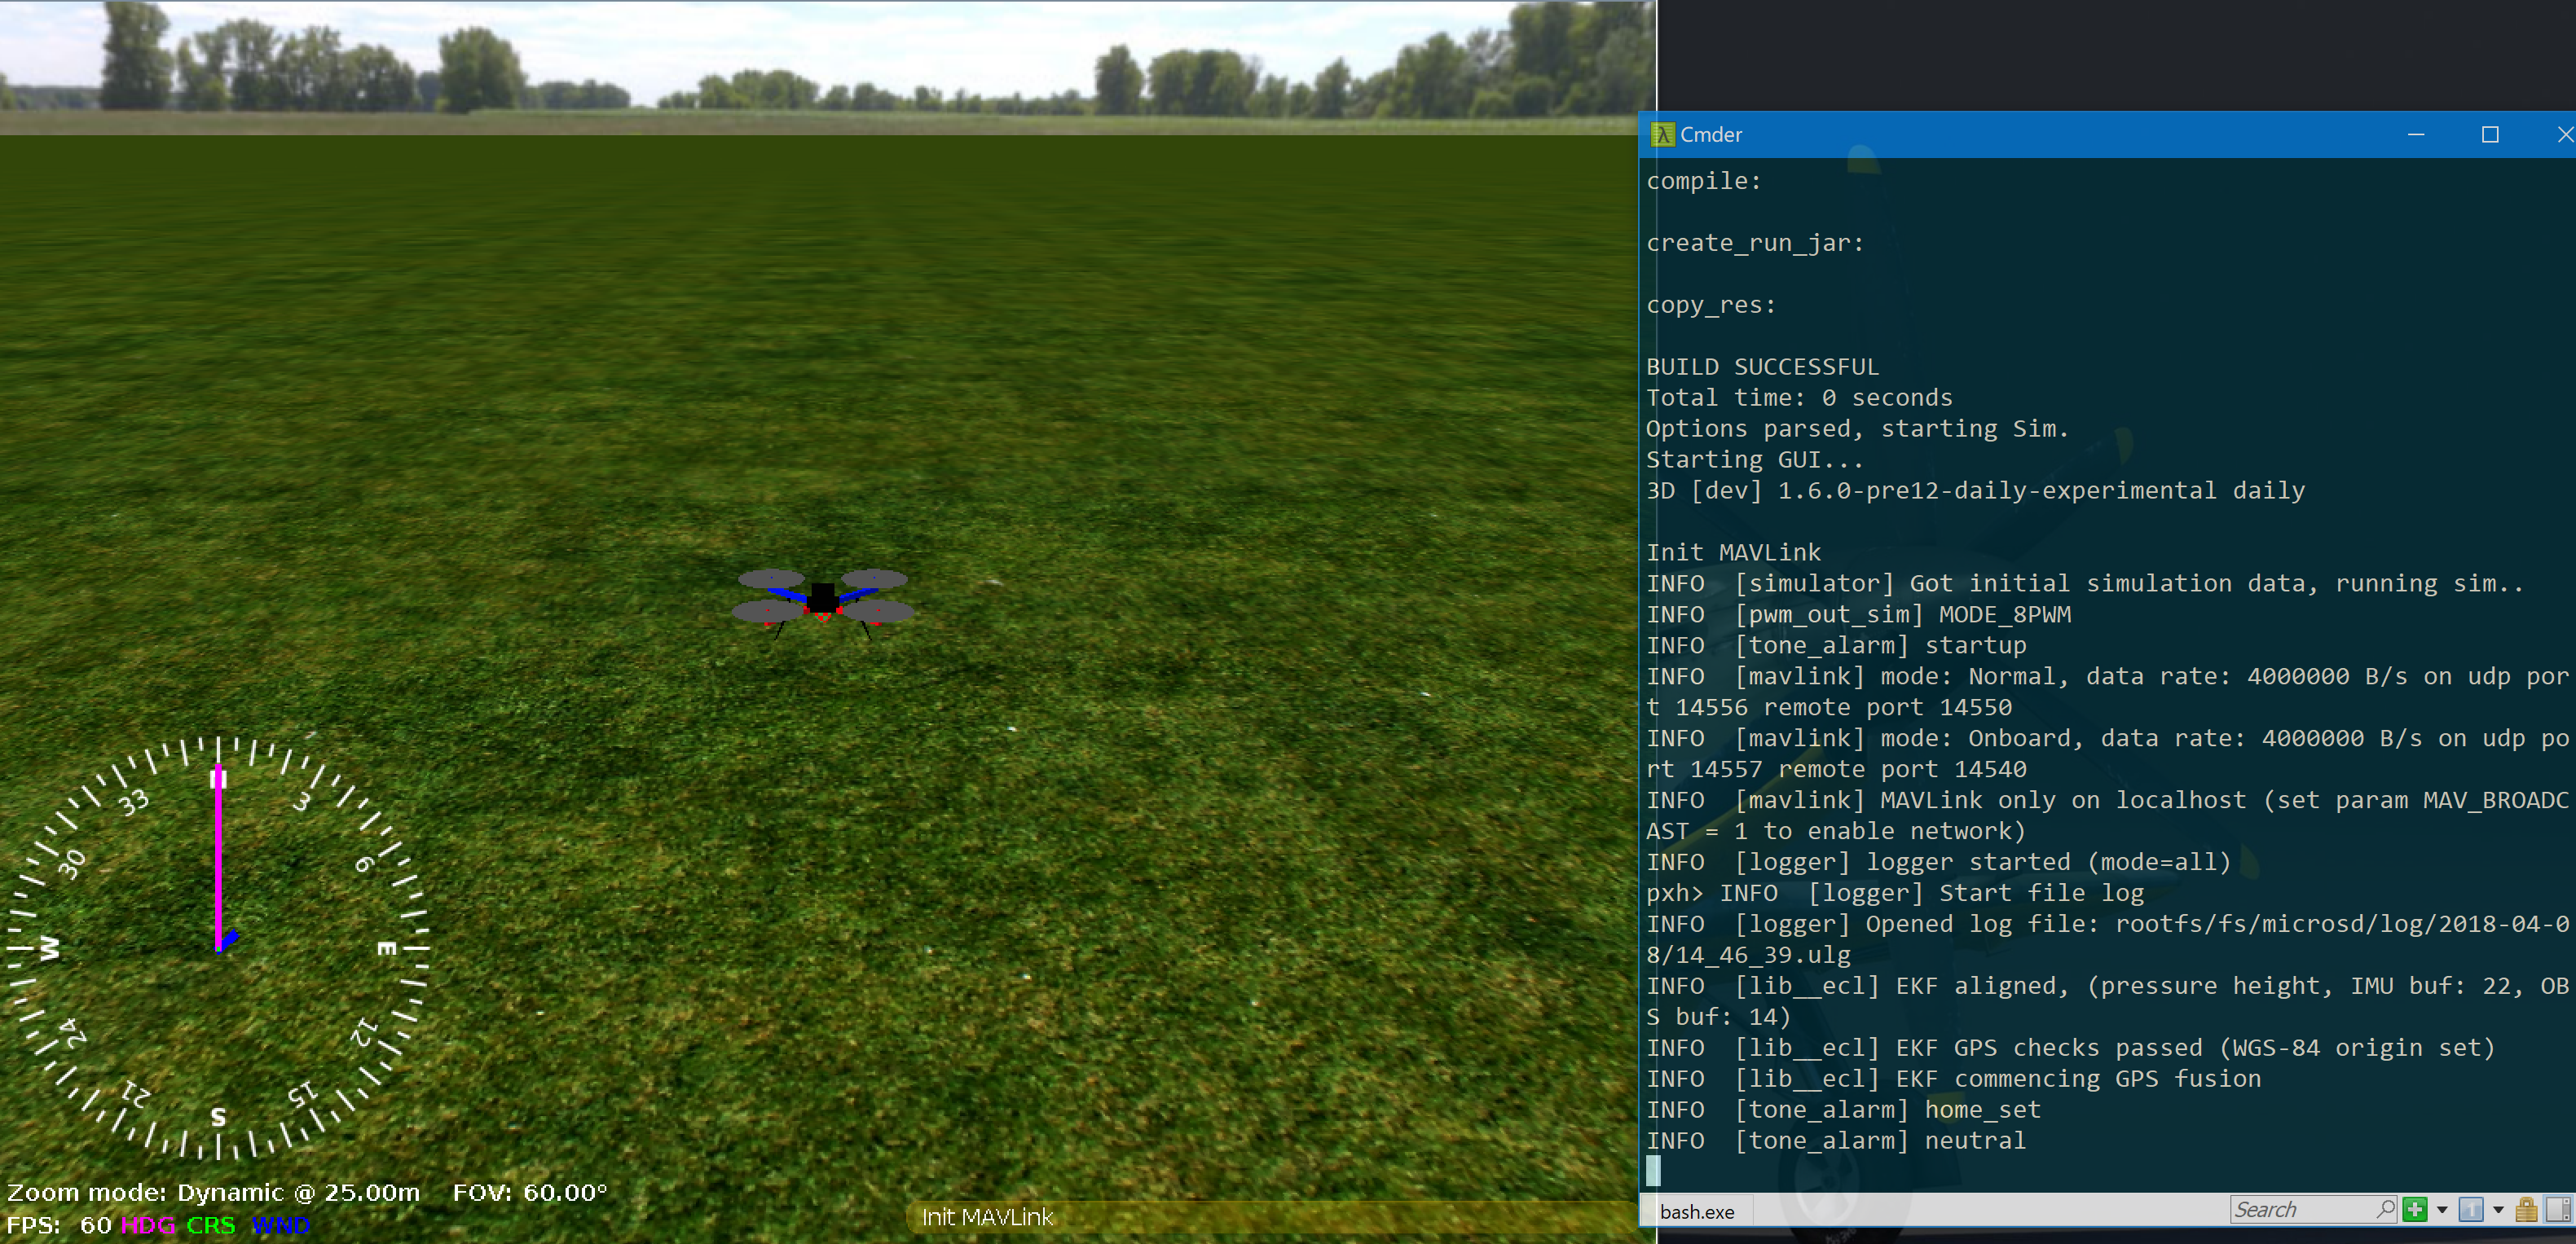 N
33
3
30
6
W
E
24
12
21
15
S
Zoom mode: Dynamic @ 25.00m FOV: 60.00°
FPS: 60 HDG CRS WND
Init MAVLink
Cmder
compile:
create_run_jar:
copy_res:
BUILD SUCCESSFUL
Total time: 0 seconds
Options parsed, starting Sim.
Starting GUI...
3D [dev] 1.6.0-pre12-daily-experimental daily
Init MAVLink
INFO [simulator] Got initial simulation data, running sim..
INFO [pwm_out_sim] MODE_8PWM
INFO [tone_alarm] startup
INFO [mavlink] mode: Normal, data rate: 4000000 B/s on udp por
t 14556 remote port 14550
INFO [mavlink] mode: Onboard, data rate: 4000000 B/s on udp po
rt 14557 remote port 14540
INFO [mavlink] MAVLink only on localhost (set param MAV_BROADC
AST = 1 to enable network)
INFO [logger] logger started (mode=all)
pxh> INFO [logger] Start file log
INFO [logger] Opened log file: rootfs/fs/microsd/log/2018-04-0
8/14_46_39.ulg
INFO [lib__ecl] EKF aligned, (pressure height, IMU buf: 22, OB
S buf: 14)
INFO [lib__ecl] EKF GPS checks passed (WGS-84 origin set)
INFO [lib__ecl] EKF commencing GPS fusion
INFO [tone_alarm] home_set
INFO [tone_alarm] neutral
bash.exe
Search